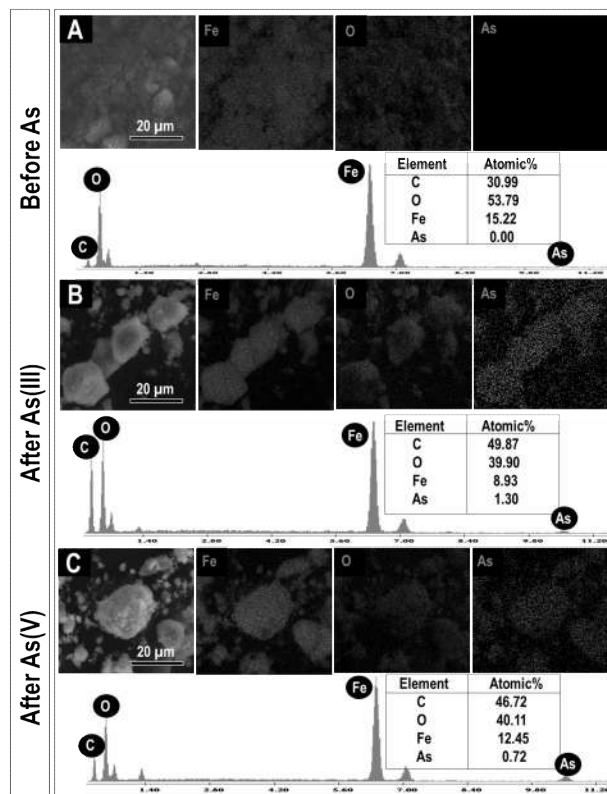 Before As
A
Fe
O
As
20 µm
C
O
Fe
As
Element Atomic%
C 30.99
O 53.79
Fe 15.22
As 0.00
7.00
After As(III)
B
Fe
O
As
20 µm
C
O
Fe
As
Element Atomic%
C 49.87
O 39.90
Fe 8.93
As 1.30
1.40 2.80 4.20 5.60 7.00 8.40 9.80 11.20
After As(V)
C
Fe
O
As
20 µm
C
O
Fe
As
Element Atomic%
C 46.72
O 40.11
Fe 12.45
As 0.72
1.40 2.80 4.20 5.60 7.00 8.40 9.80 11.20